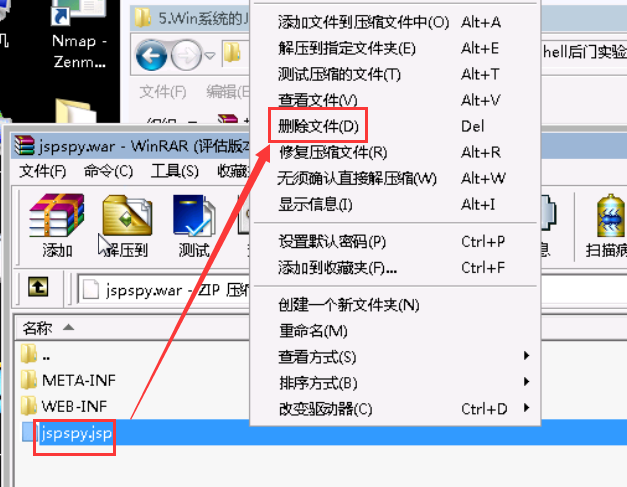 Nmap -
Zenm...
5.Win系统的J
hell后门实验
文件(F) 编辑(E
jspspy.war - WinRAR (评估版本
文件(F) 命令(C) 工具(S) 收藏
添加 解压到 测试
扫描病
jspspy.war - ZIP 压缩
名称
..
META-INF
WEB-INF
jspspy.jsp
添加文件到压缩文件中(O) Alt+A
解压到指定文件夹(E) Alt+E
测试压缩的文件(T) Alt+T
查看文件(V) Alt+V
删除文件(D) Del
修复压缩文件(R) Alt+R
无须确认直接解压缩(W) Alt+W
显示信息(I) Alt+I
设置默认密码(P) Ctrl+P
添加到收藏夹(F)... Ctrl+F
创建一个新文件夹(N)
重命名(M)
查看方式(S)
排序方式(B)
改变驱动器(C) Ctrl+D